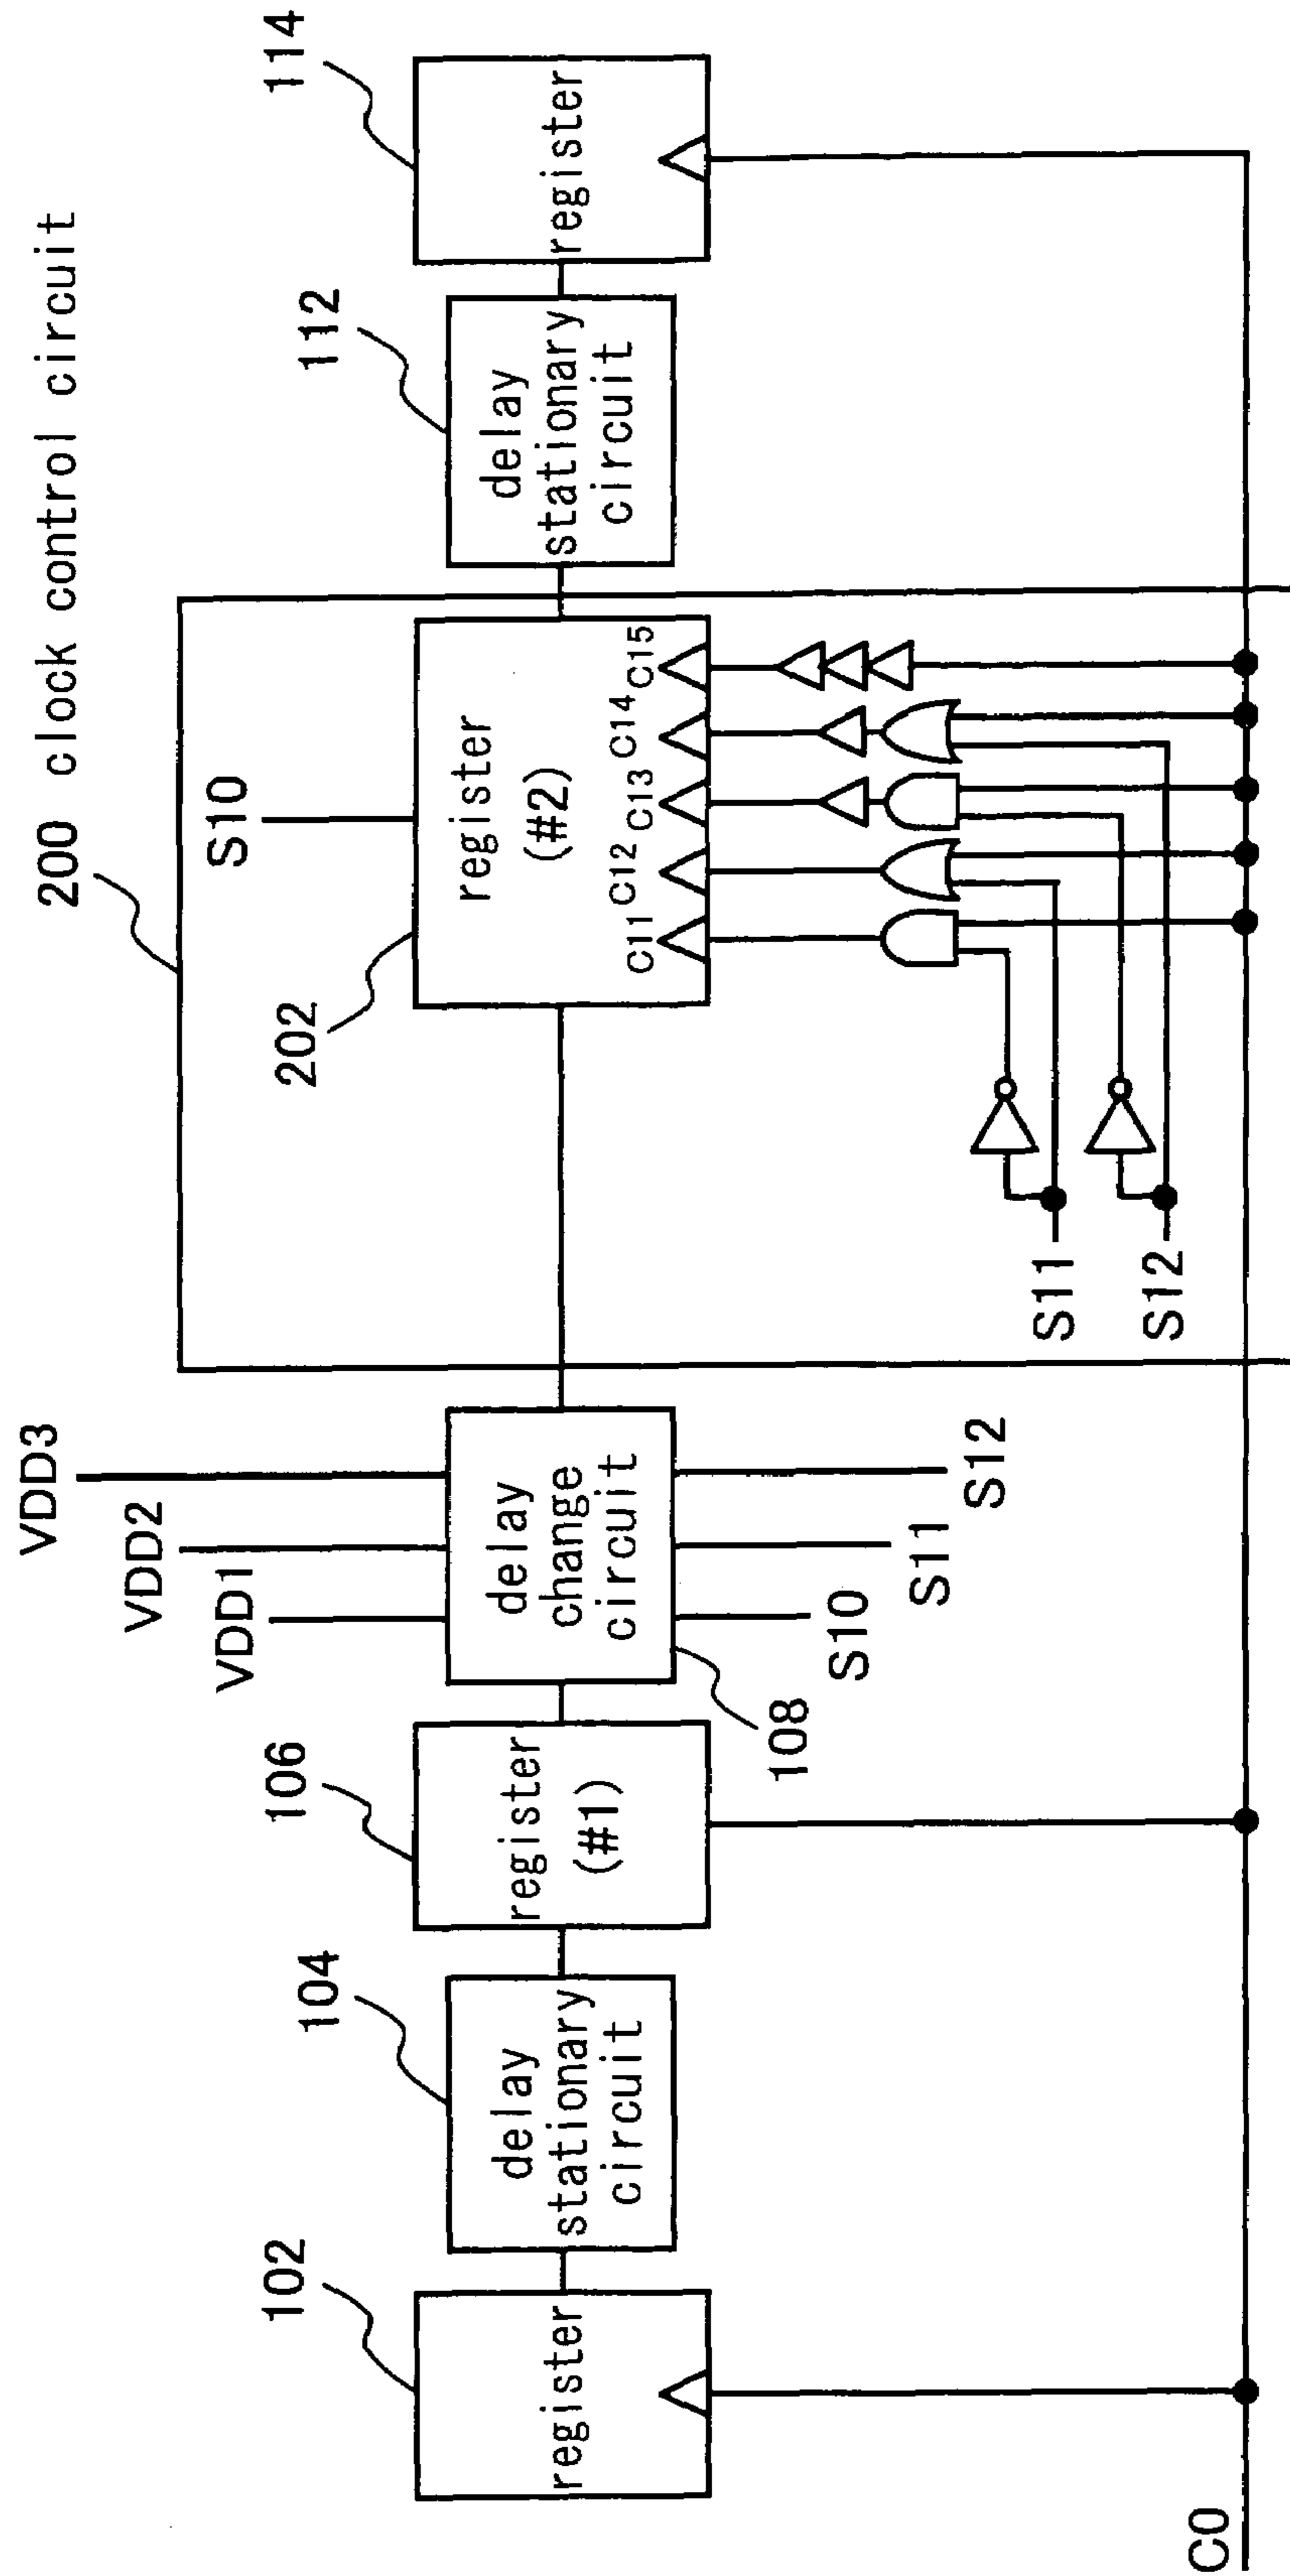 200 clock control circuit
VDD3
VDD2
VDD1
S10
102
104
106
202
112
114
register
delay
stationary
circuit
register
(#1)
delay
change
circuit
register
(#2)
C11
C12
C13
C14
C15
delay
stationary
circuit
register
108
S10
S11
S12
S11
S12
C0